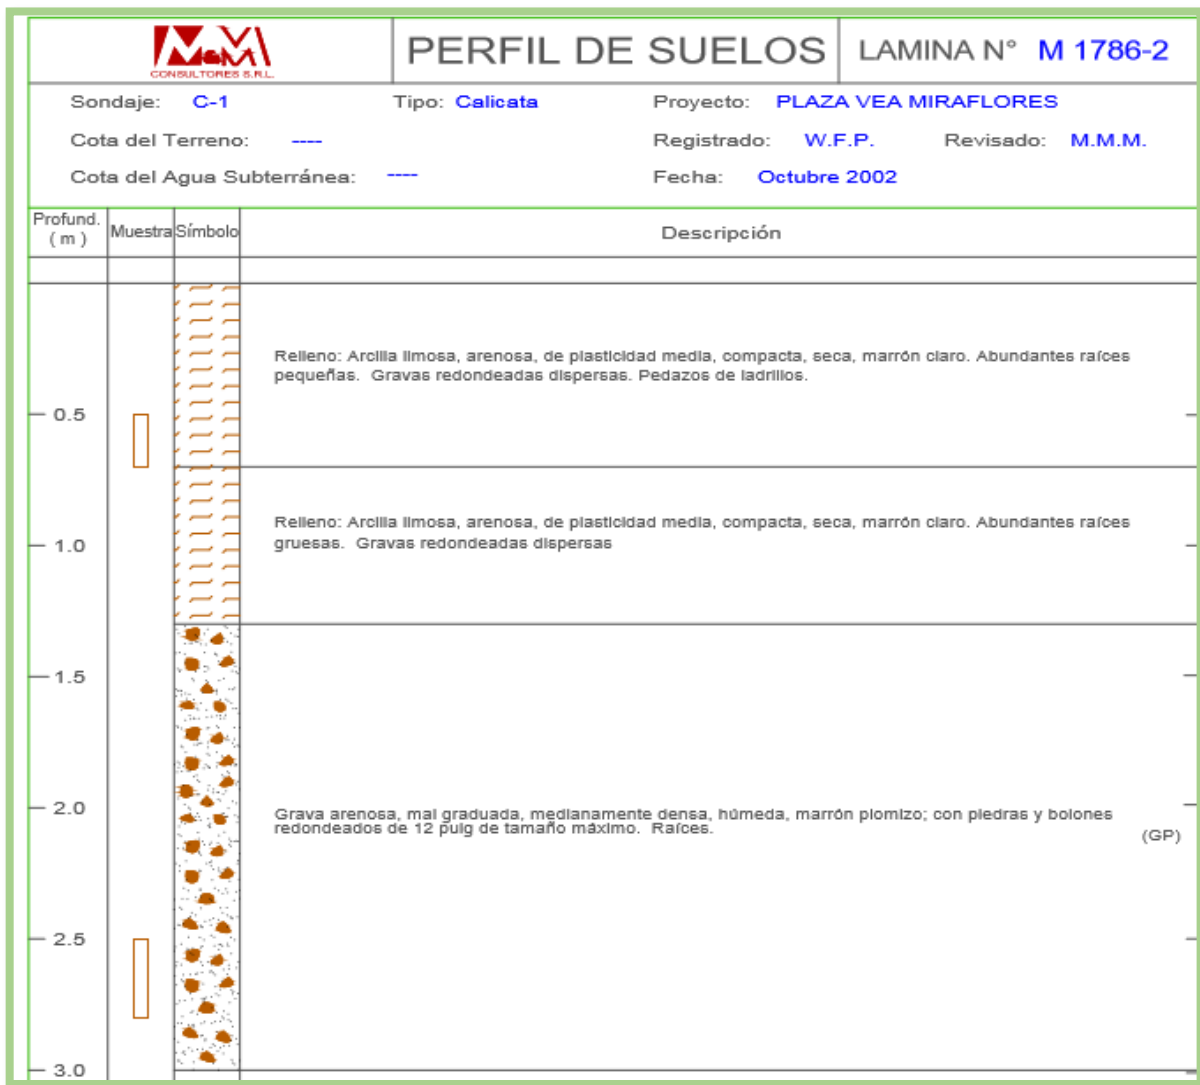 M&M
CONSULTORES S.R.L.
PERFIL DE SUELOS
LAMINA N° M 1786-2
Sondaje: C-1 Tipo: Calicata Proyecto: PLAZA VEA MIRAFLORES
Cota del Terreno: ---- Registrado: W.F.P. Revisado: M.M.M.
Cota del Agua Subterránea: ---- Fecha: Octubre 2002
Profund. (m) Muestra Símbolo Descripción
Relleno: Arcilla limosa, arenosa, de plasticidad media, compacta, seca, marrón claro. Abundantes raíces
pequeñas. Gravas redondeadas dispersas. Pedazos de ladrillos.
0.5
Relleno: Arcilla limosa, arenosa, de plasticidad media, compacta, seca, marrón claro. Abundantes raíces
gruesas. Gravas redondeadas dispersas
1.0
1.5
2.0
Grava arenosa, mal graduada, medianamente densa, húmeda, marrón plomizo; con piedras y bolones
redondeados de 12 pulg de tamaño máximo. Raíces.
(GP)
2.5
3.0